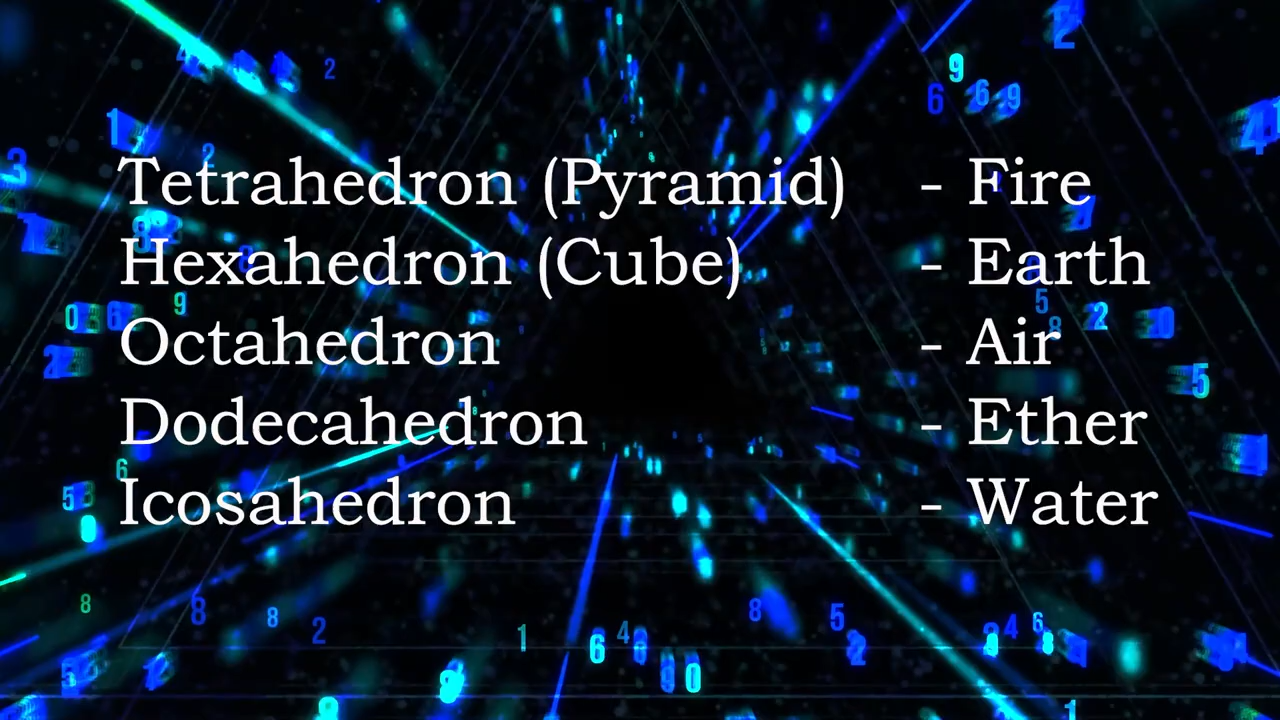 Tetrahedron (Pyramid) - Fire
Hexahedron (Cube) - Earth
Octahedron - Air
Dodecahedron - Ether
Icosahedron - Water